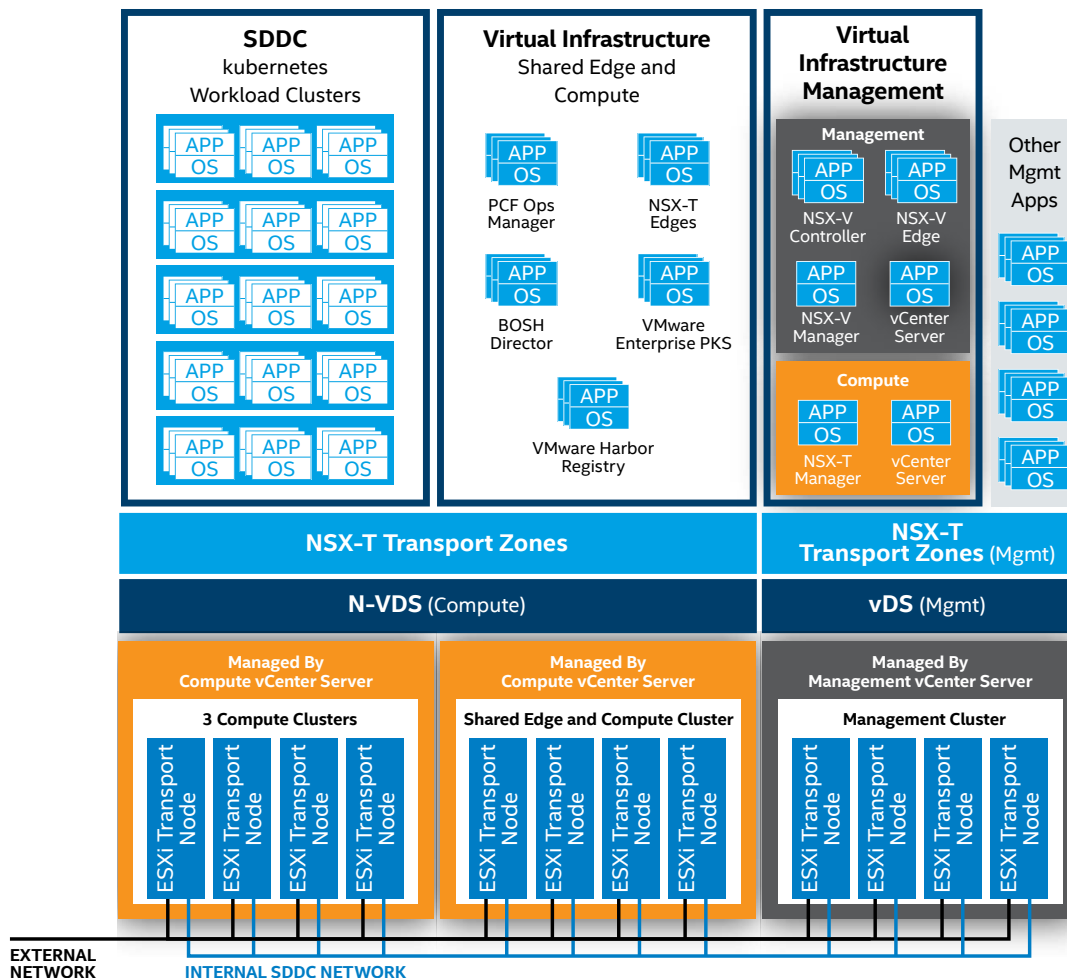 SDDC
kubernetes
Workload Clusters
APP APP APP
OS OS OS
APP APP APP
OS OS OS
APP APP APP
OS OS OS
APP APP APP
OS OS OS
APP APP APP
OS OS OS
Virtual Infrastructure
Shared Edge and
Compute
APP
OS
PCF Ops
Manager
APP
OS
NSX-T
Edges
APP
OS
BOSH
Director
APP
OS
VMware
Enterprise PKS
APP
OS
VMware Harbor
Registry
Virtual
Infrastructure
Management
Management
APP
OS
NSX-V
Controller
APP
OS
NSX-V
Edge
APP
OS
NSX-V
Manager
APP
OS
vCenter
Server
Compute
APP
OS
NSX-T
Manager
APP
OS
vCenter
Server
Other
Mgmt
Apps
APP
OS
APP
OS
APP
OS
APP
OS
NSX-T Transport Zones
NSX-T
Transport Zones (Mgmt)
N-VDS (Compute)
vDS (Mgmt)
Managed By
Compute vCenter Server
3 Compute Clusters
ESXi Transport
Node
ESXi Transport
Node
ESXi Transport
Node
ESXi Transport
Node
Managed By
Compute vCenter Server
Shared Edge and Compute Cluster
ESXi Transport
Node
ESXi Transport
Node
ESXi Transport
Node
ESXi Transport
Node
Managed By
Management vCenter Server
Management Cluster
ESXi Transport
Node
ESXi Transport
Node
ESXi Transport
Node
ESXi Transport
Node
EXTERNAL
NETWORK
INTERNAL SDDC NETWORK